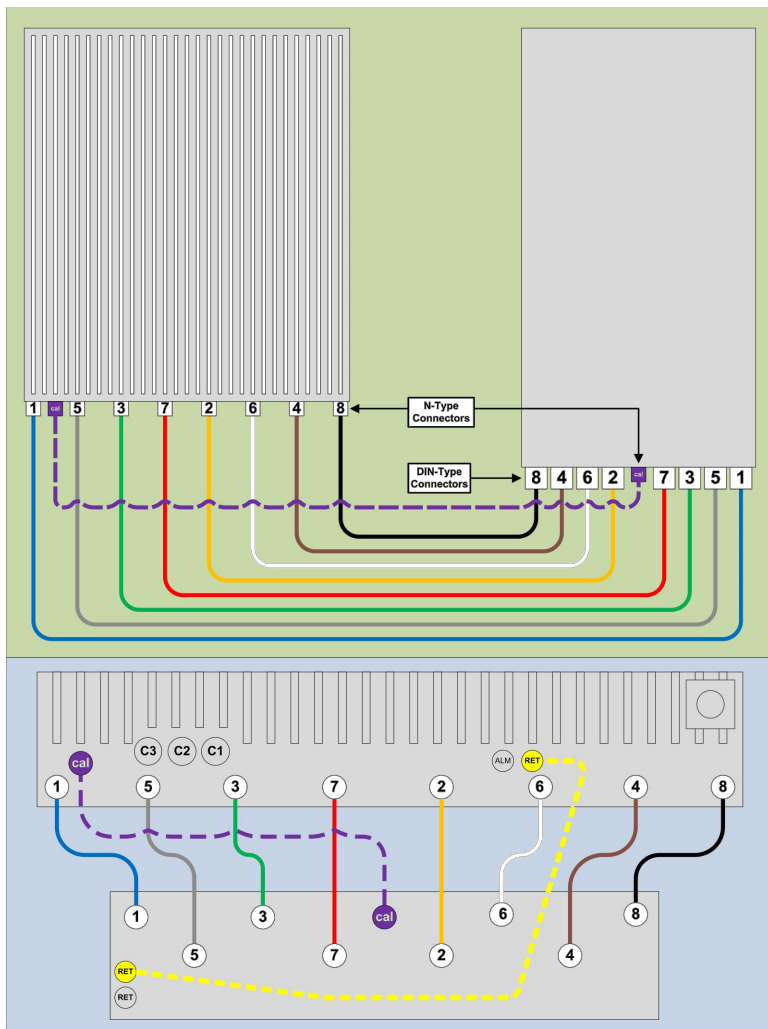 1 cal 5 3 7 2 6 4 8
N-Type
Connectors
DIN-Type
Connectors
8 4 6 2 cal 7 3 5 1
cal C3 C2 C1 ALM RET
1 5 3 7 2 6 4 8
1 3 cal 6 8
5 7 2 4
RET
RET